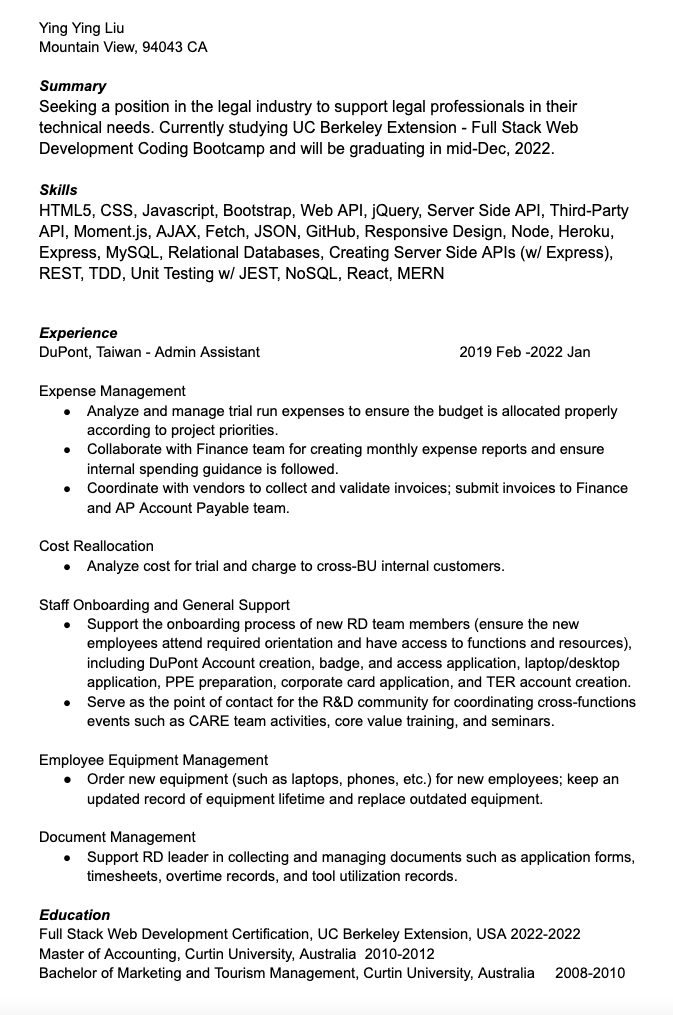 Ying Ying Liu
Mountain View, 94043 CA
Summary
Seeking a position in the legal industry to support legal professionals in their
technical needs. Currently studying UC Berkeley Extension - Full Stack Web
Development Coding Bootcamp and will be graduating in mid-Dec, 2022.
Skills
HTML5, CSS, Javascript, Bootstrap, Web API, jQuery, Server Side API, Third-Party
API, Moment.js, AJAX, Fetch, JSON, GitHub, Responsive Design, Node, Heroku,
Express, MySQL, Relational Databases, Creating Server Side APIs (w/ Express),
REST, TDD, Unit Testing w/ JEST, NoSQL, React, MERN
Experience
DuPont, Taiwan - Admin Assistant 2019 Feb -2022 Jan
Expense Management
● Analyze and manage trial run expenses to ensure the budget is allocated properly
according to project priorities.
● Collaborate with Finance team for creating monthly expense reports and ensure
internal spending guidance is followed.
● Coordinate with vendors to collect and validate invoices; submit invoices to Finance
and AP Account Payable team.
Cost Reallocation
● Analyze cost for trial and charge to cross-BU internal customers.
Staff Onboarding and General Support
● Support the onboarding process of new RD team members (ensure the new
employees attend required orientation and have access to functions and resources),
including DuPont Account creation, badge, and access application, laptop/desktop
application, PPE preparation, corporate card application, and TER account creation.
● Serve as the point of contact for the R&D community for coordinating cross-functions
events such as CARE team activities, core value training, and seminars.
Employee Equipment Management
● Order new equipment (such as laptops, phones, etc.) for new employees; keep an
updated record of equipment lifetime and replace outdated equipment.
Document Management
● Support RD leader in collecting and managing documents such as application forms,
timesheets, overtime records, and tool utilization records.
Education
Full Stack Web Development Certification, UC Berkeley Extension, USA 2022-2022
Master of Accounting, Curtin University, Australia 2010-2012
Bachelor of Marketing and Tourism Management, Curtin University, Australia 2008-2010